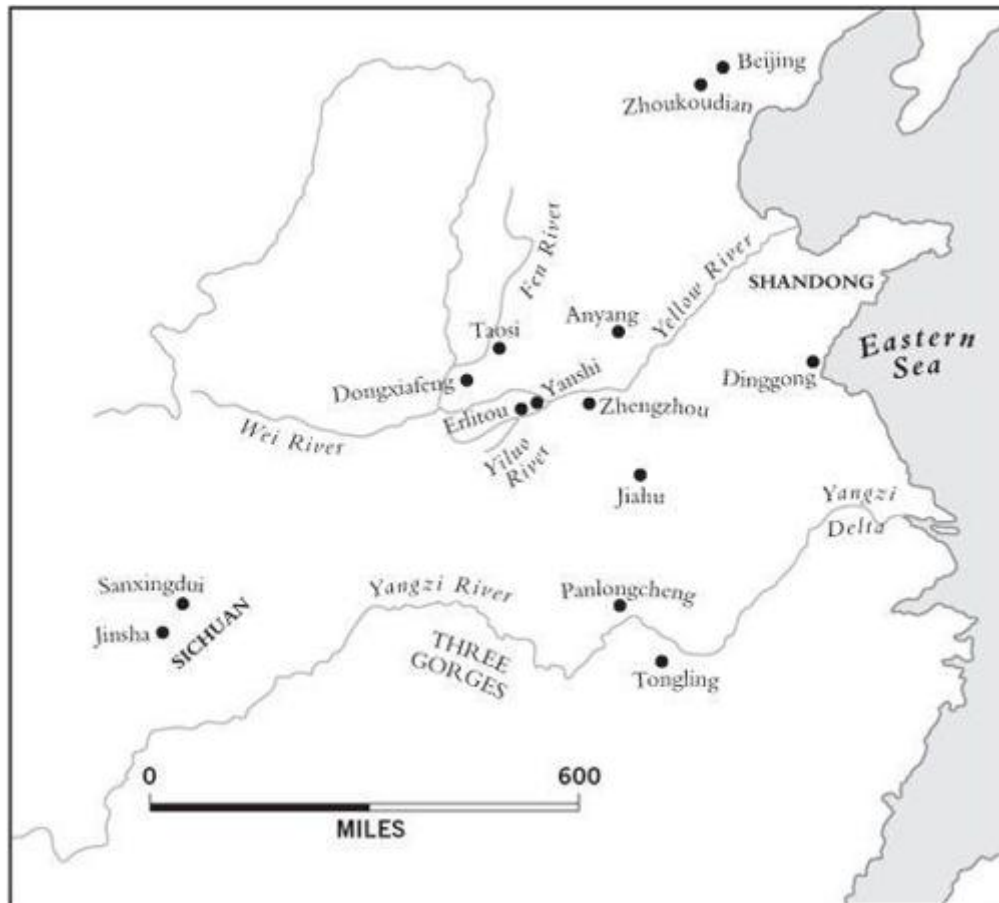 Beijing
Zhoukoudian
Fen River
Yellow River
SHANDONG
Anyang
Taosi
Eastern
Sea
Dinggong
Dongxiafeng
Yanshi
Erlitou
Zhengzhou
Wei River
Yiluo
River
Jiahu
Yangzi
Delta
Sanxingdui
Yangzi River
Panlongcheng
Jinsha
SICHUAN
THREE
GORGES
Tongling
0 600
MILES